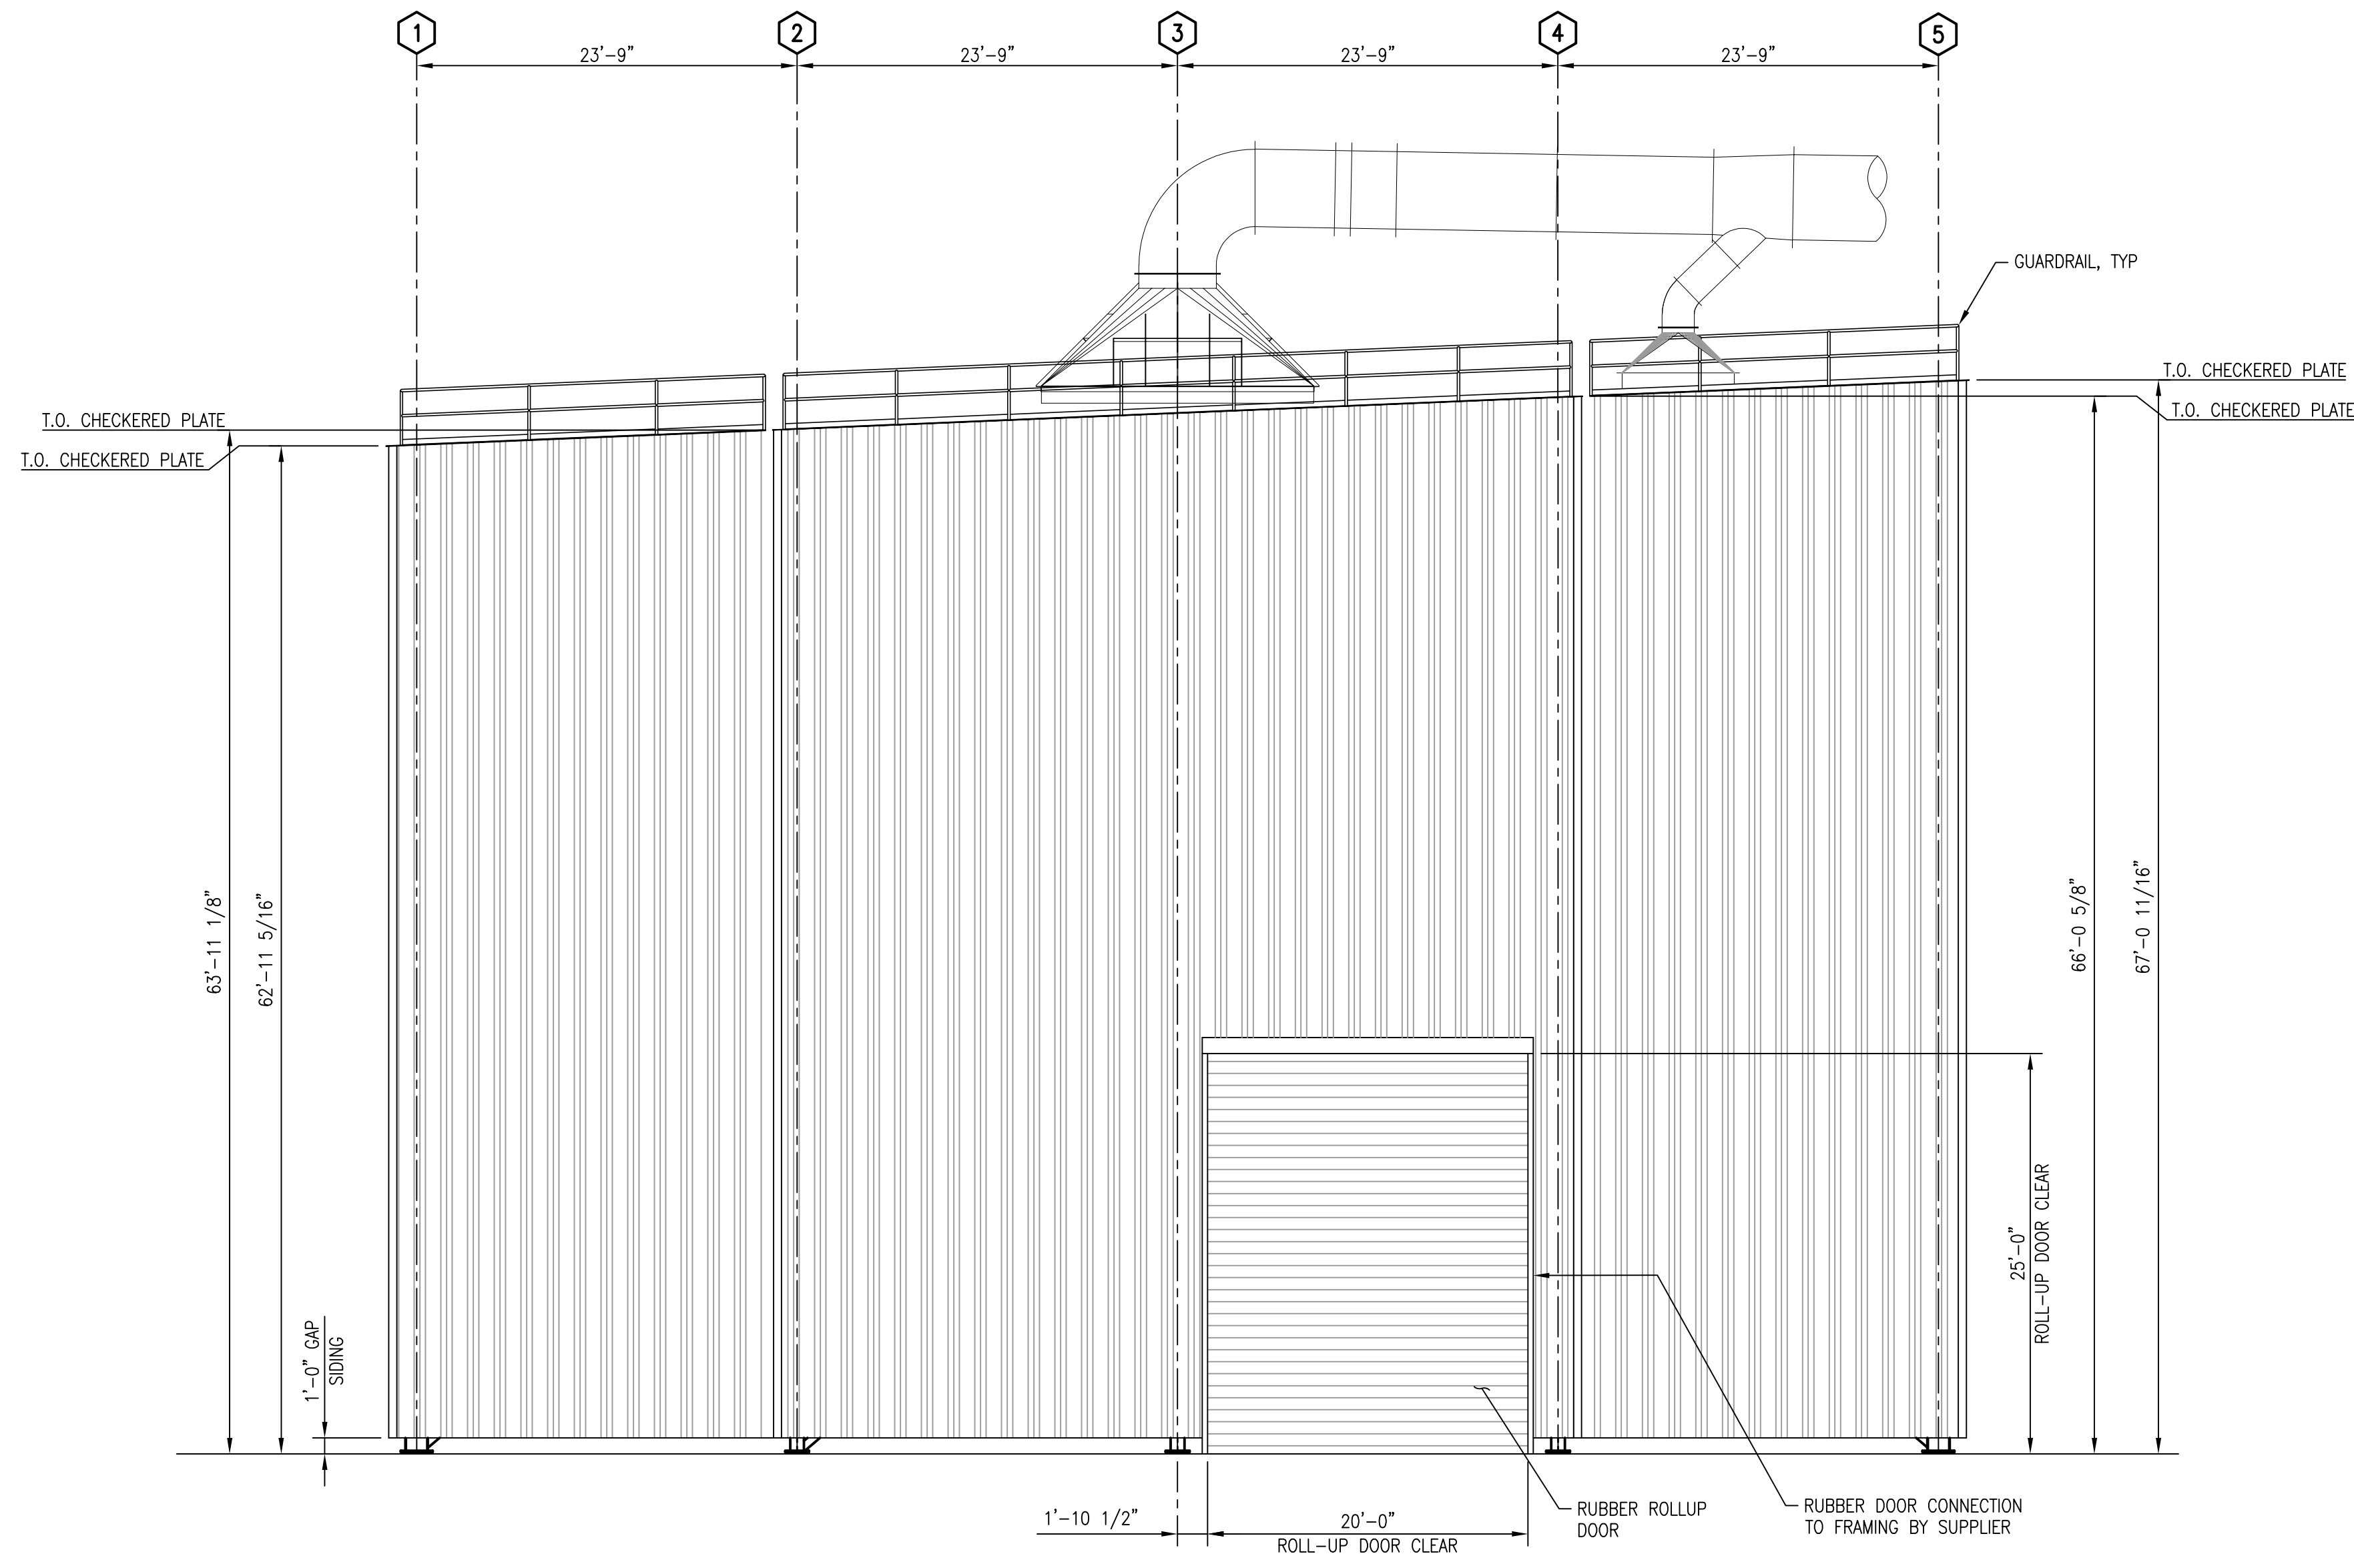 1
2
3
4
5
23'-9"
23'-9"
23'-9"
23'-9"
GUARDRAIL, TYP
T.O. CHECKERED PLATE
T.O. CHECKERED PLATE
T.O. CHECKERED PLATE
T.O. CHECKERED PLATE
63'-11 1/8"
62'-11 5/16"
66'-0 5/8"
67'-0 11/16"
25'-0"
ROLL-UP DOOR CLEAR
1'-0" GAP
SIDING
1'-10 1/2"
20'-0"
ROLL-UP DOOR CLEAR
RUBBER ROLLUP
DOOR
RUBBER DOOR CONNECTION
TO FRAMING BY SUPPLIER